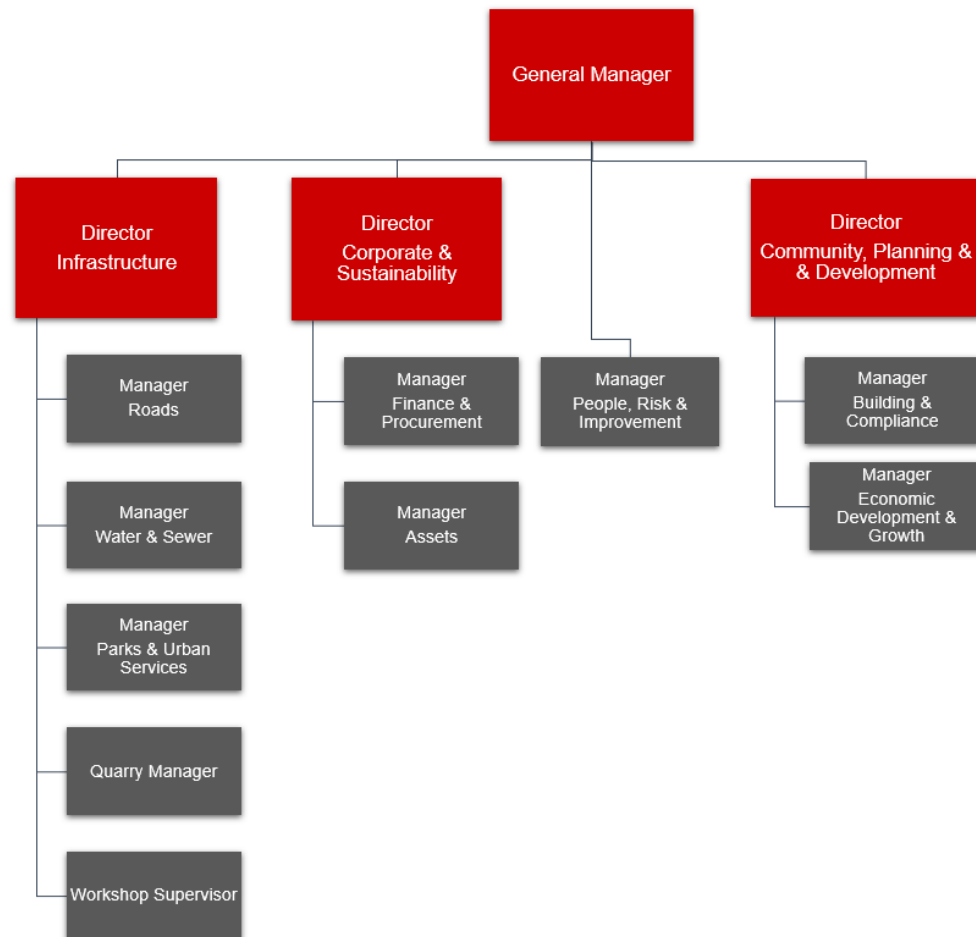 General Manager
Director
Infrastructure
Director
Corporate &
Sustainability
Director
Community, Planning &
& Development
Manager
Roads
Manager
Finance &
Procurement
Manager
People, Risk &
Improvement
Manager
Building &
Compliance
Manager
Water & Sewer
Manager
Assets
Manager
Economic
Development &
Growth
Manager
Parks & Urban
Services
Quarry Manager
Workshop Supervisor